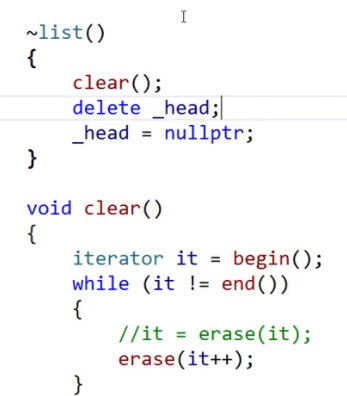 ~list()
{
    clear();
    delete _head;
    _head = nullptr;
}
void clear()
{
    iterator it = begin();
    while (it != end())
    {
        //it = erase(it);
        erase(it++);
    }